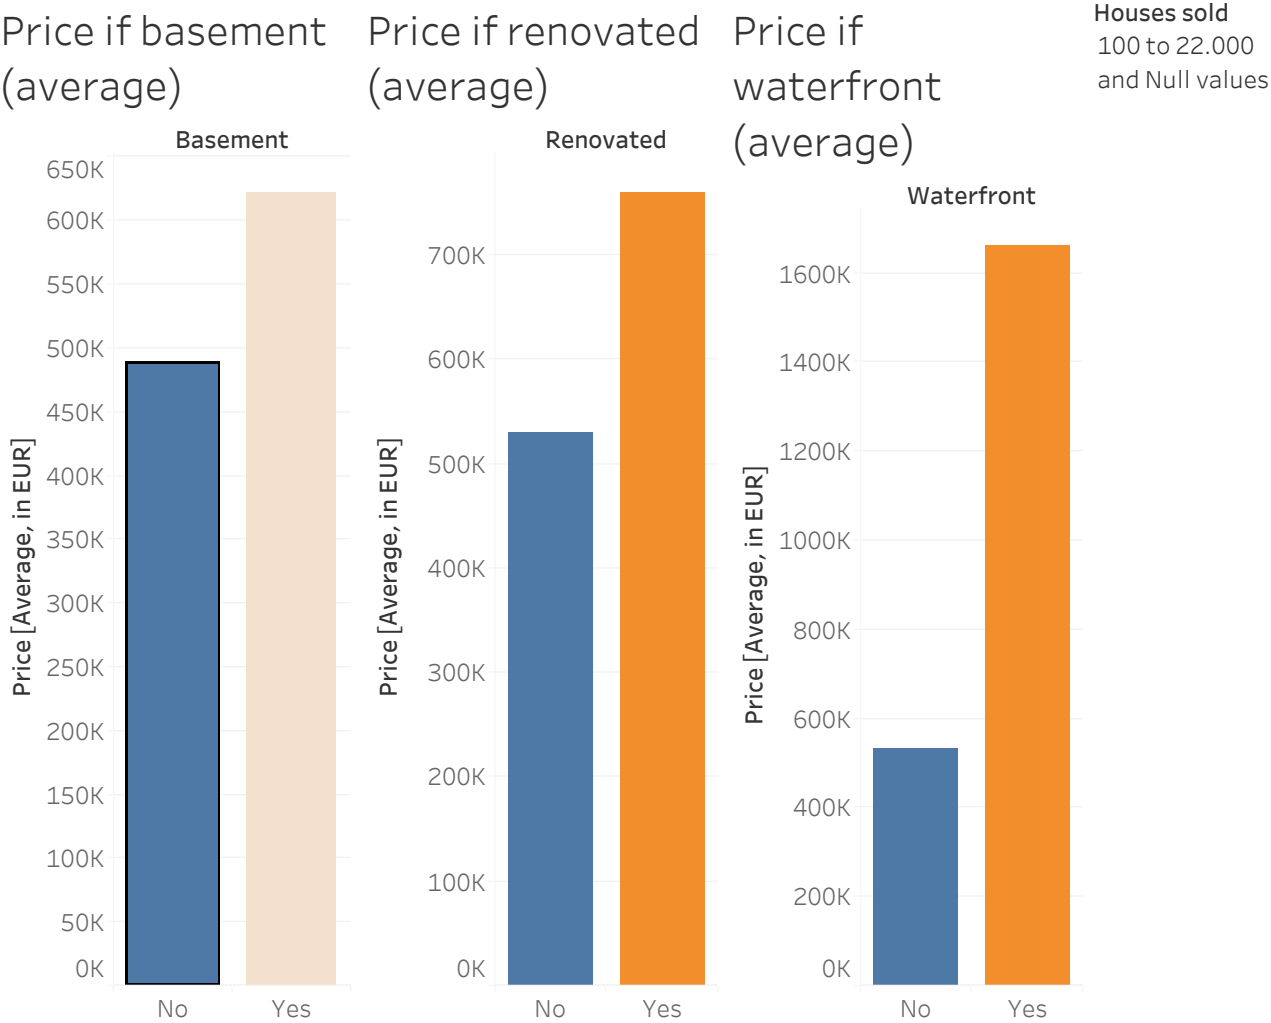 Price if basement
(average)
Basement
650K
600K
550K
500K
450K
400K
350K
300K
250K
200K
150K
100K
50K
0K
Price [Average, in EUR]
No
Yes
Price if renovated
(average)
Renovated
700K
600K
500K
400K
300K
200K
100K
0K
Price [Average, in EUR]
No
Yes
Price if
waterfront
(average)
Waterfront
1600K
1400K
1200K
1000K
800K
600K
400K
200K
0K
Price [Average, in EUR]
No
Yes
Houses sold
100 to 22.000
and Null values